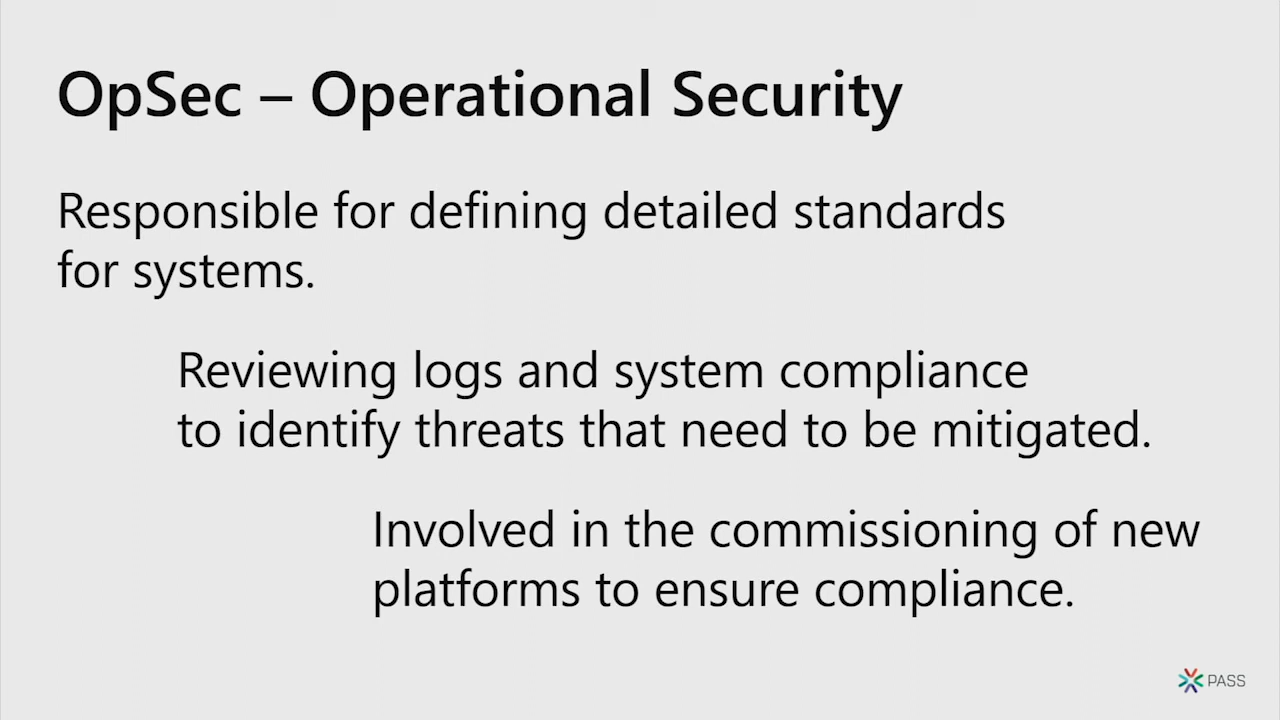 OpSec – Operational Security
Responsible for defining detailed standards
for systems.
Reviewing logs and system compliance
to identify threats that need to be mitigated.
Involved in the commissioning of new
platforms to ensure compliance.
PASS